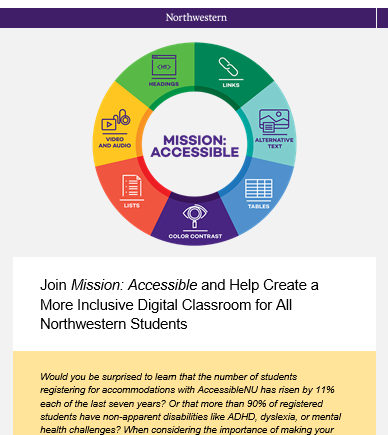 Northwestern
HEADINGS
LINKS
VIDEO
AND AUDIO
MISSION:
ACCESSIBLE
ALTERNATIVE
TEXT
LISTS
TABLES
COLOR CONTRAST
Join Mission: Accessible and Help Create a
More Inclusive Digital Classroom for All
Northwestern Students
Would you be surprised to learn that the number of students
registering for accommodations with AccessibleNU has risen by 11%
each of the last seven years? Or that more than 90% of registered
students have non-apparent disabilities like ADHD, dyslexia, or mental
health challenges? When considering the importance of making your